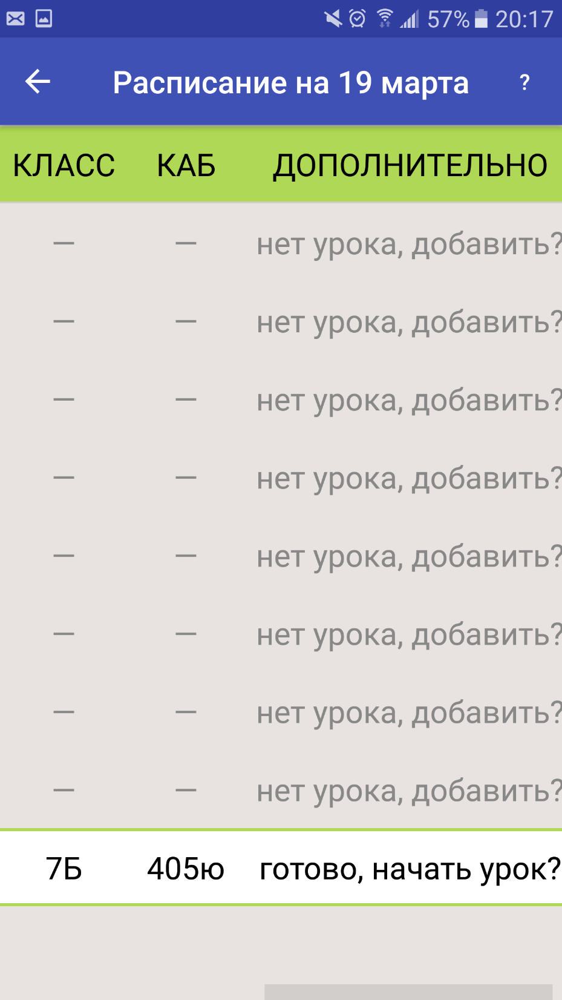 57% 20:17
Расписание на 19 марта ?
КЛАСС КАБ ДОПОЛНИТЕЛЬНО
— — нет урока, добавить?
— — нет урока, добавить?
— — нет урока, добавить?
— — нет урока, добавить?
— — нет урока, добавить?
— — нет урока, добавить?
— — нет урока, добавить?
— — нет урока, добавить?
7Б 405ю готово, начать урок?